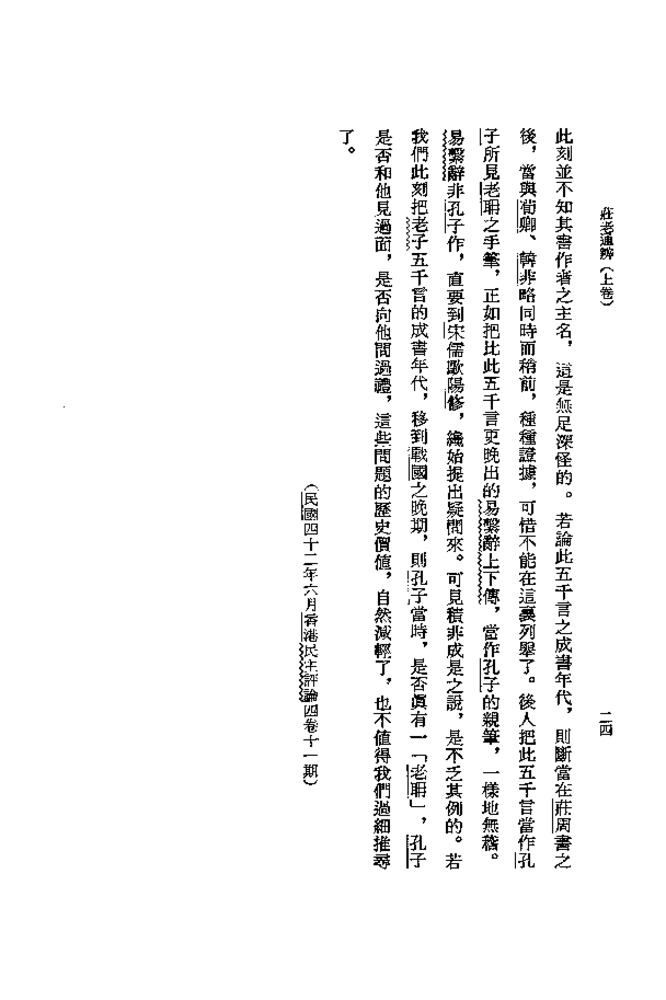 莊老通辨（上卷）
二四
此刻並不知其書作者之主名，這是無足深怪的。若論此五千言之成書年代，則斷當在莊周書之
後，當與荀卿、韓非略同時而稍前，種種證據，可惜不能在這裏列舉了。後人把此五千言當作孔
子所見老聃之手筆，正如把比此五千言更晚出的易繫辭上下傳，當作孔子的親筆，一樣地無稽。
易繫辭非孔子作，直要到宋儒歐陽修，纔始提出疑問來。可見積非成是之說，是不乏其例的。若
我們此刻把老子五千言的成書年代，移到戰國之晚期，則孔子當時，是否眞有一「老聃」，孔子
是否和他見過面，是否向他問過禮，這些問題的歷史價值，自然減輕了，也不值得我們過細推尋
了。
（民國四十二年六月香港民主評論四卷十一期）